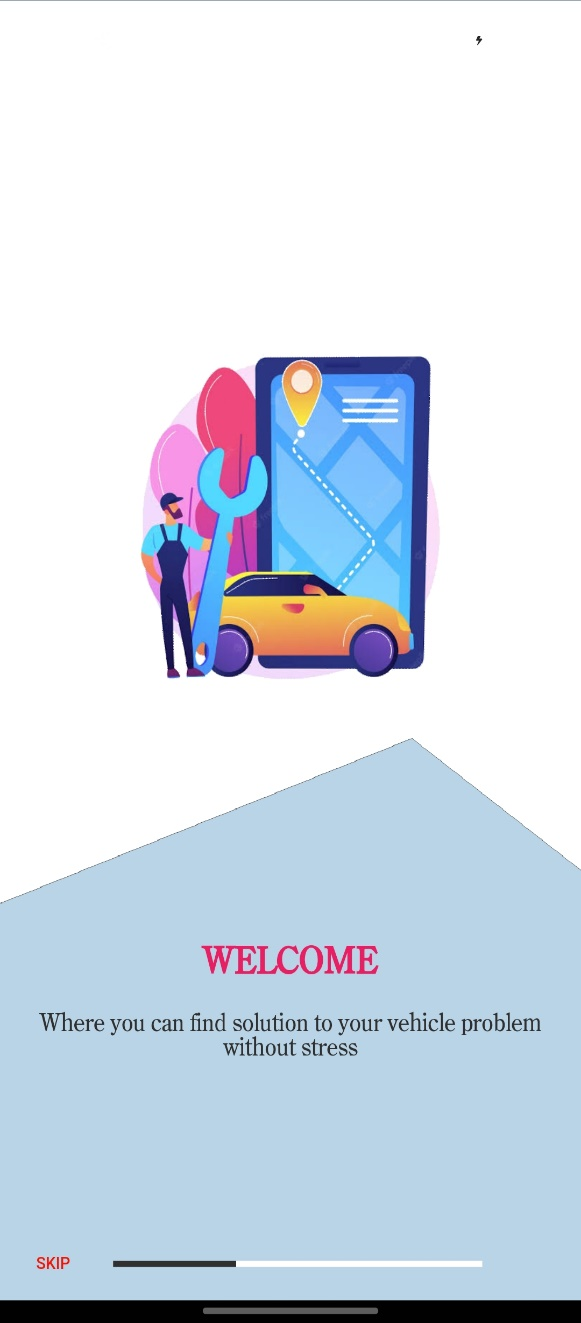 WELCOME
Where you can find solution to your vehicle problem
without stress
SKIP